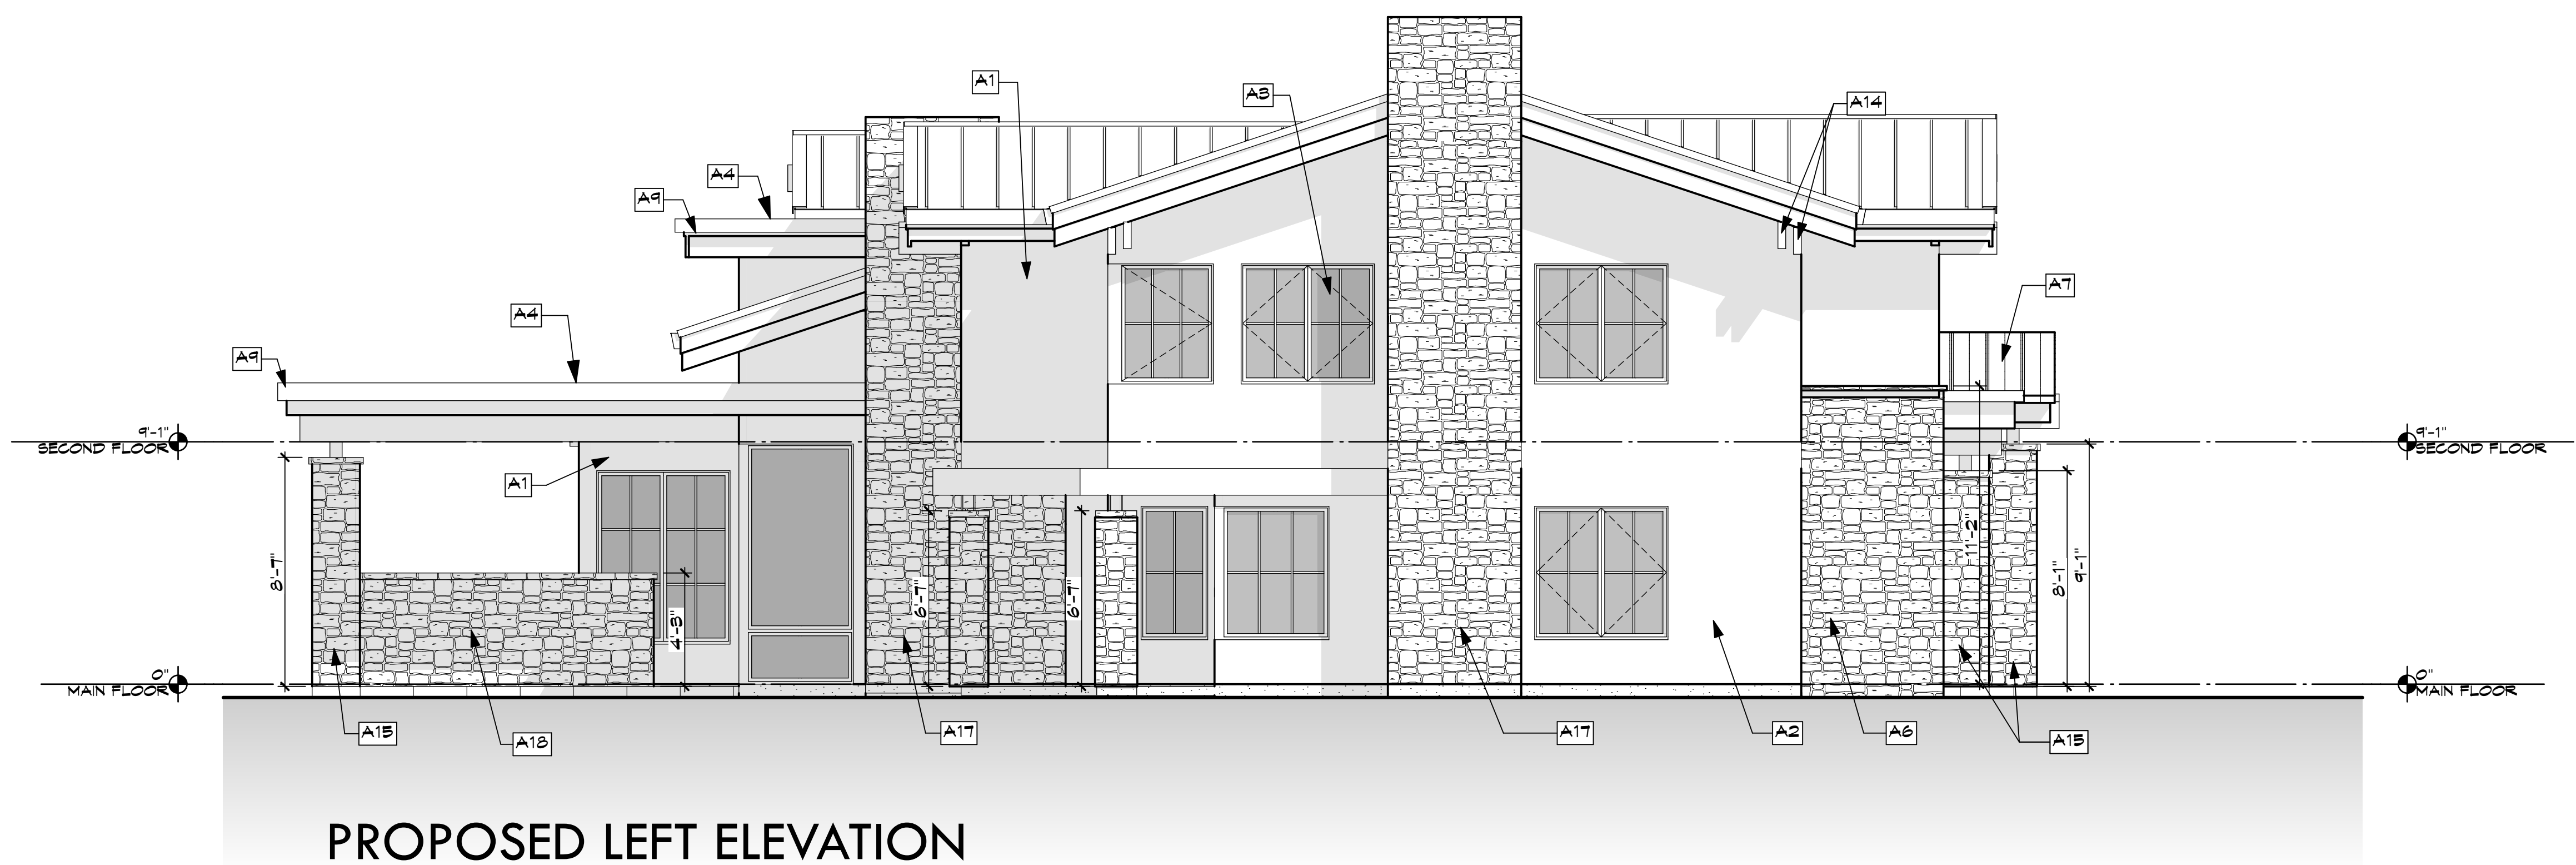 A1
A3
A14
A4
A9
A7
A4
A9
9'-1"
SECOND FLOOR
9'-1"
SECOND FLOOR
A1
8'-7"
4'-3"
6'-7"
6'-7"
11'-2"
8'-1"
9'-1"
0"
MAIN FLOOR
0"
MAIN FLOOR
A15
A18
A17
A17
A2
A6
A15
PROPOSED LEFT ELEVATION